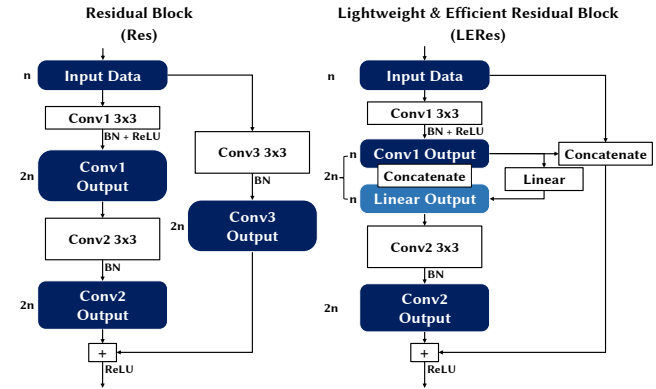 Residual Block
(Res)
n
Input Data
Conv1 3x3
BN + ReLU
2n
Conv1
Output
Conv2 3x3
BN
2n
Conv2
Output
+
ReLU
Conv3 3x3
BN
2n
Conv3
Output
Lightweight & Efficient Residual Block
(LERes)
n
Input Data
Conv1 3x3
BN + ReLU
n
Conv1 Output
2n
Concatenate
n
Linear Output
Linear
Concatenate
Conv2 3x3
BN
2n
Conv2
Output
+
ReLU